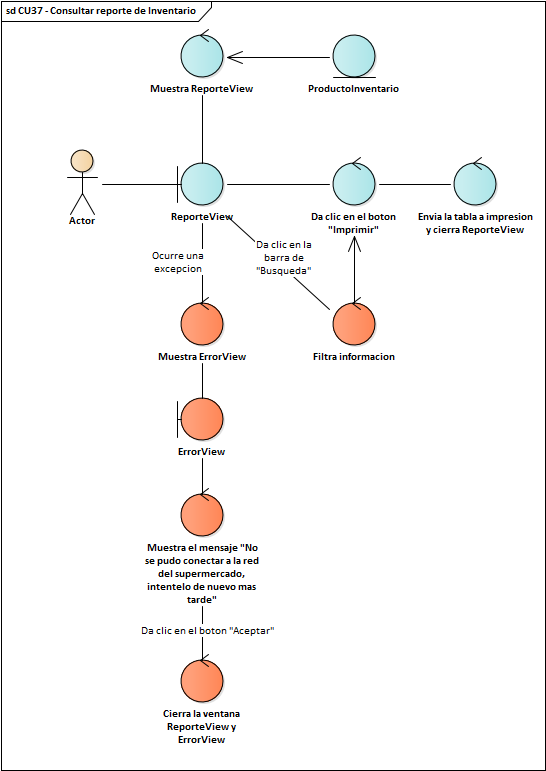 sd CU37 - Consultar reporte de Inventario
Muestra ReporteView
ProductoInventario
Actor
ReporteView
Da clic en el boton
"Imprimir"
Envia la tabla a impresion
y cierra ReporteView
Ocurre una
excepcion
Da clic en la
barra de
"Busqueda"
Muestra ErrorView
Filtra informacion
ErrorView
Muestra el mensaje "No
se pudo conectar a la red
del supermercado,
intentelo de nuevo mas
tarde"
Da clic en el boton "Aceptar"
Cierra la ventana
ReporteView y
ErrorView